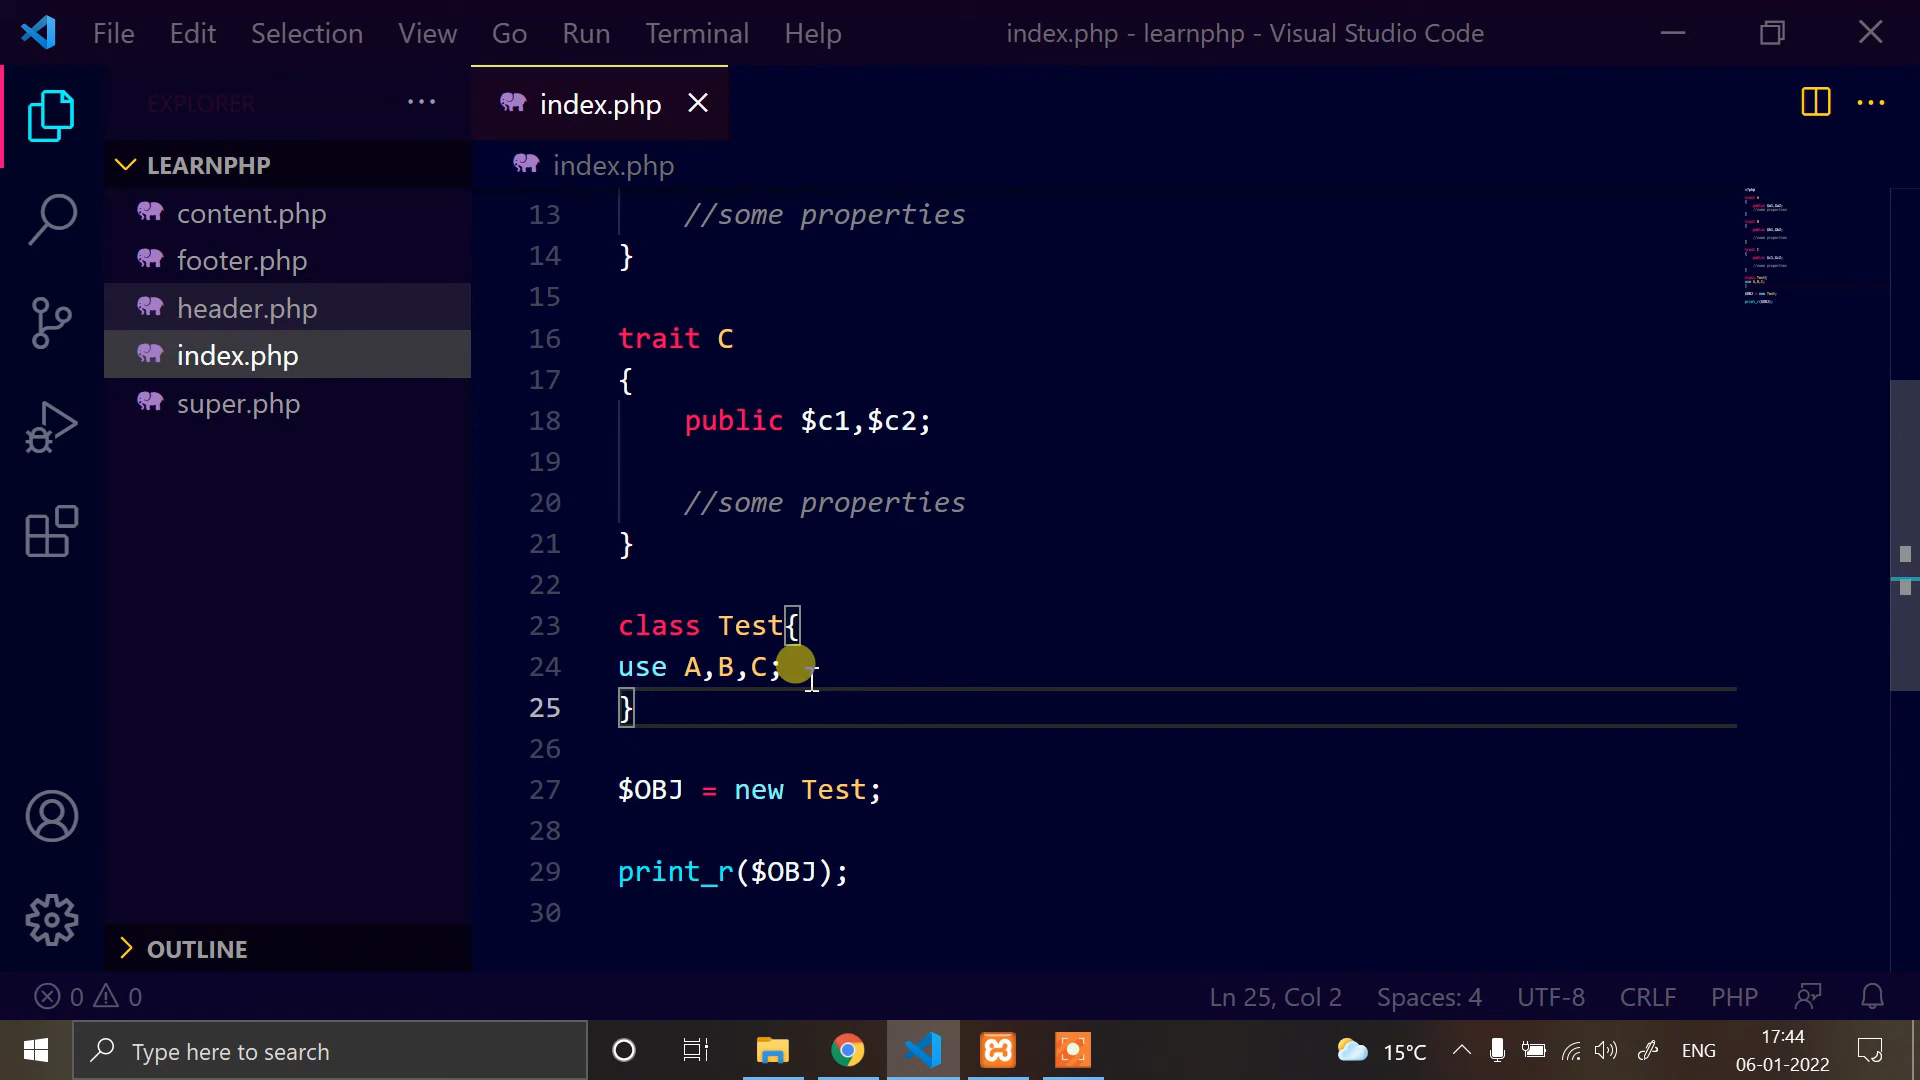 File Edit Selection View Go Run Terminal Help index.php - learnphp - Visual Studio Code
EXPLORER
LEARNPHP
content.php
footer.php
header.php
index.php
super.php
OUTLINE
index.php
index.php
13 //some properties
14 }
15
16 trait C
17 {
18 public $c1,$c2;
19
20 //some properties
21 }
22
23 class Test{
24 use A,B,C;
25 }
26
27 $OBJ = new Test;
28
29 print_r($OBJ);
30
0 0 Ln 25, Col 2 Spaces: 4 UTF-8 CRLF PHP
Type here to search 15°C ENG 17:44
06-01-2022